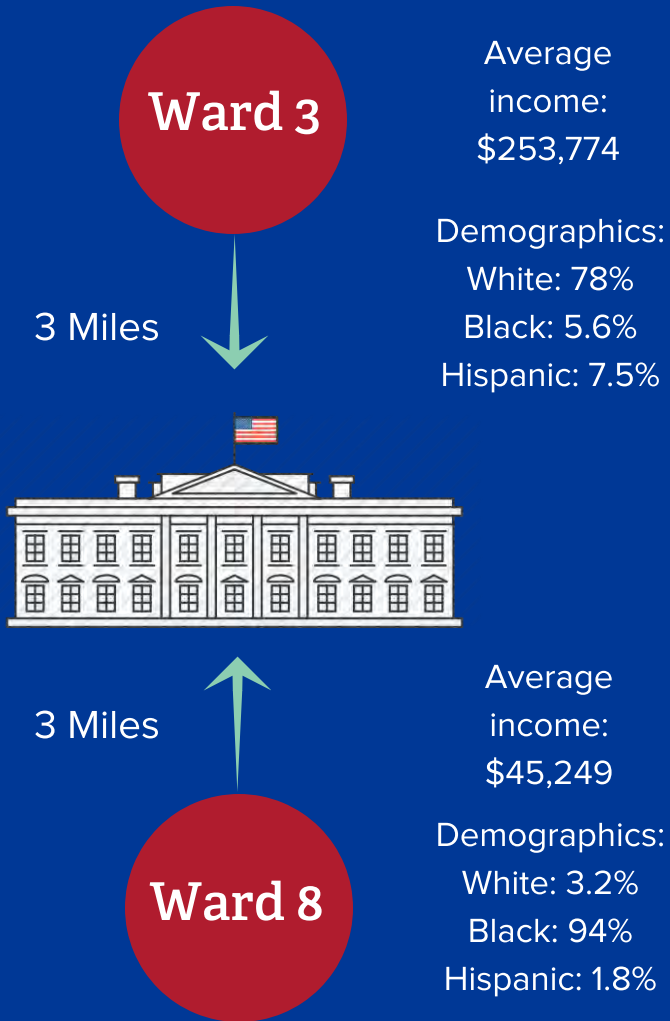 Ward 3
Average
income:
$253,774
Demographics:
White: 78%
Black: 5.6%
Hispanic: 7.5%
3 Miles
3 Miles
Average
income:
$45,249
Demographics:
White: 3.2%
Black: 94%
Hispanic: 1.8%
Ward 8